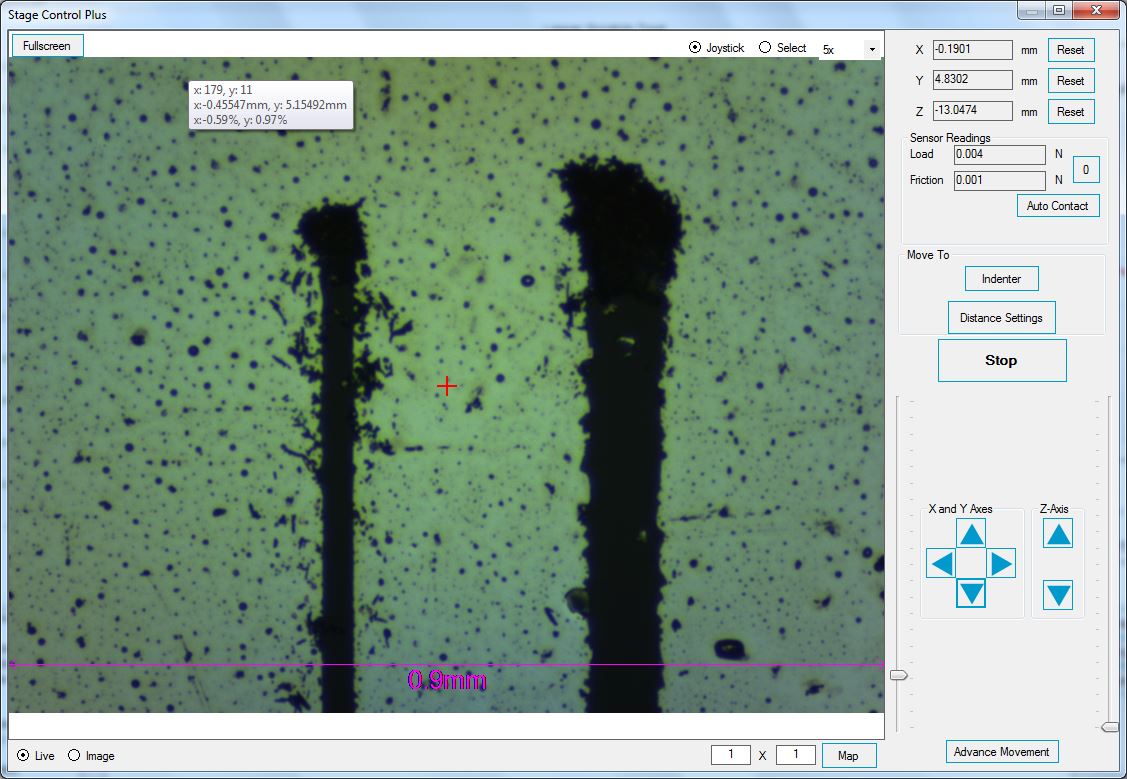 Stage Control Plus
Fullscreen
Joystick
Select
5x
x: 179, y: 11
x:-0.45547mm, y: 5.15492mm
x:-0.59%, y: 0.97%
0.9mm
Live
Image
1 X 1
Map
X -0.1901 mm Reset
Y 4.8302 mm Reset
Z -13.0474 mm Reset
Sensor Readings
Load 0.004 N
0
Friction 0.001 N
Auto Contact
Move To
Indenter
Distance Settings
Stop
X and Y Axes
Z-Axis
Advance Movement